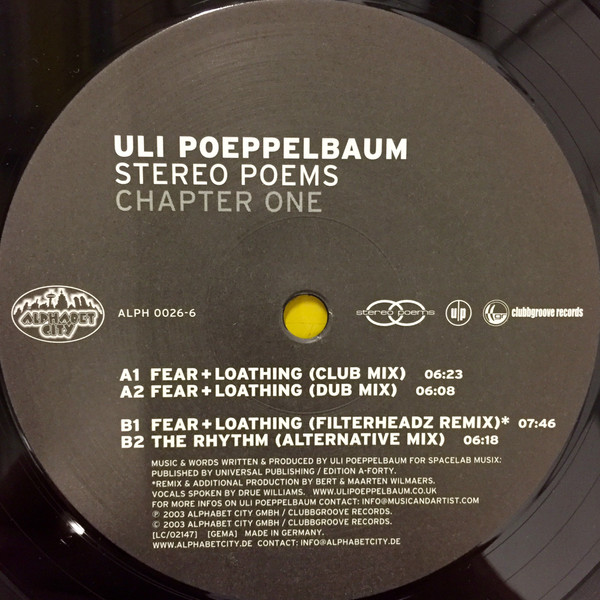 ULI POEPPELBAUM
STEREO POEMS
CHAPTER ONE
ALPHABET
CITY
ALPH 0026-6
stereo poems
u|p
clubbgroove records
A1 FEAR + LOATHING (CLUB MIX) 06:23
A2 FEAR + LOATHING (DUB MIX) 06:08
B1 FEAR + LOATHING (FILTERHEADZ REMIX)* 07:46
B2 THE RHYTHM (ALTERNATIVE MIX) 06:18
MUSIC & WORDS WRITTEN & PRODUCED BY ULI POEPPELBAUM FOR SPACELAB MUSIX:
PUBLISHED BY UNIVERSAL PUBLISHING / EDITION A-FORTY.
*REMIX & ADDITIONAL PRODUCTION BY BERT & MAARTEN WILMAERS.
VOCALS SPOKEN BY DRUE WILLIAMS. WWW.ULIPOEPPELBAUM.CO.UK
FOR MORE INFOS ON ULI POEPPELBAUM CONTACT: INFO@MUSICANDARTIST.COM
℗ 2003 ALPHABET CITY GMBH / CLUBBGROOVE RECORDS.
© 2003 ALPHABET CITY GMBH / CLUBBGROOVE RECORDS.
[LC/02147] [GEMA] MADE IN GERMANY.
WWW.ALPHABETCITY.DE CONTACT: INFO@ALPHABETCITY.DE